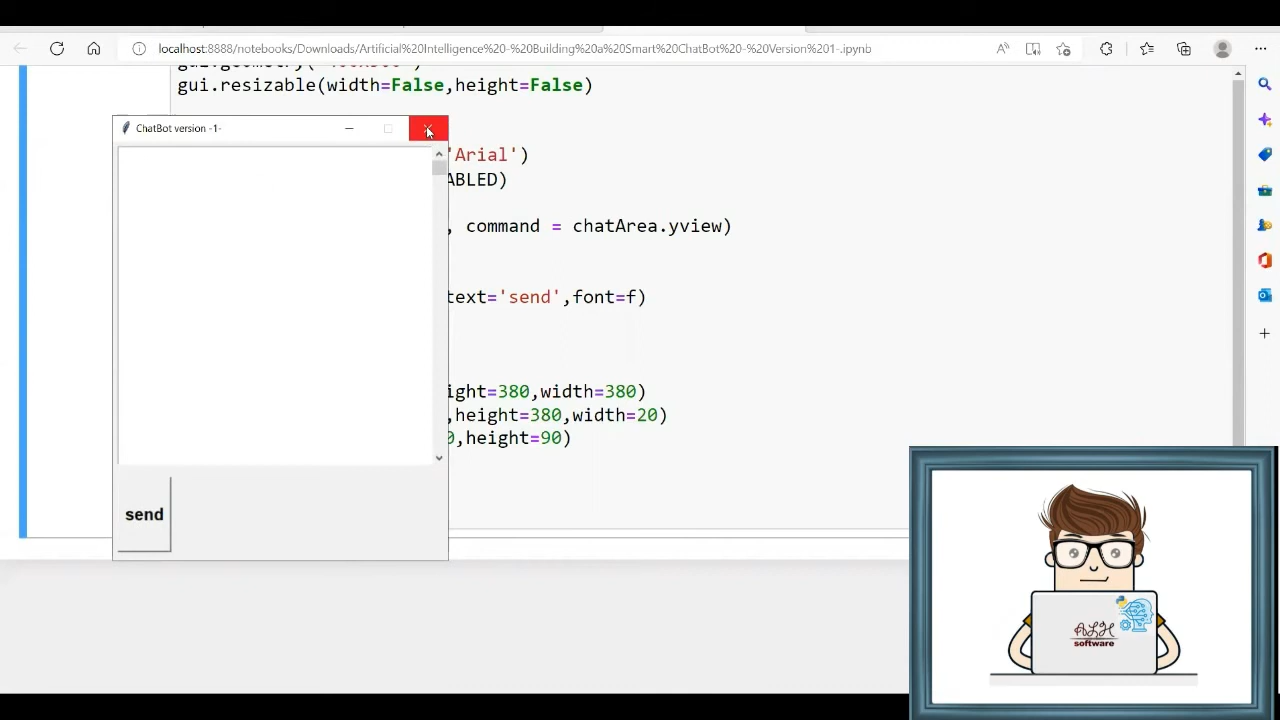 localhost:8888/notebooks/Downloads/Artificial%20Intelligence%20-%20Building%20a%20Smart%20ChatBot%20-%20Version%201-.ipynb
gui.resizable(width=False,height=False)
ChatBot version -1-
'Arial')
ABLED)
, command = chatArea.yview)
text='send',font=f)
ight=380,width=380)
,height=380,width=20)
0,height=90)
send
ALH
software